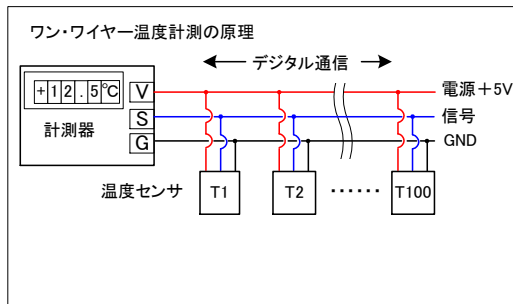 ワン・ワイヤー温度計測の原理
デジタル通信
+12.5℃
計測器
V
S
G
電源+5V
信号
GND
温度センサ
T1
T2
……
T100